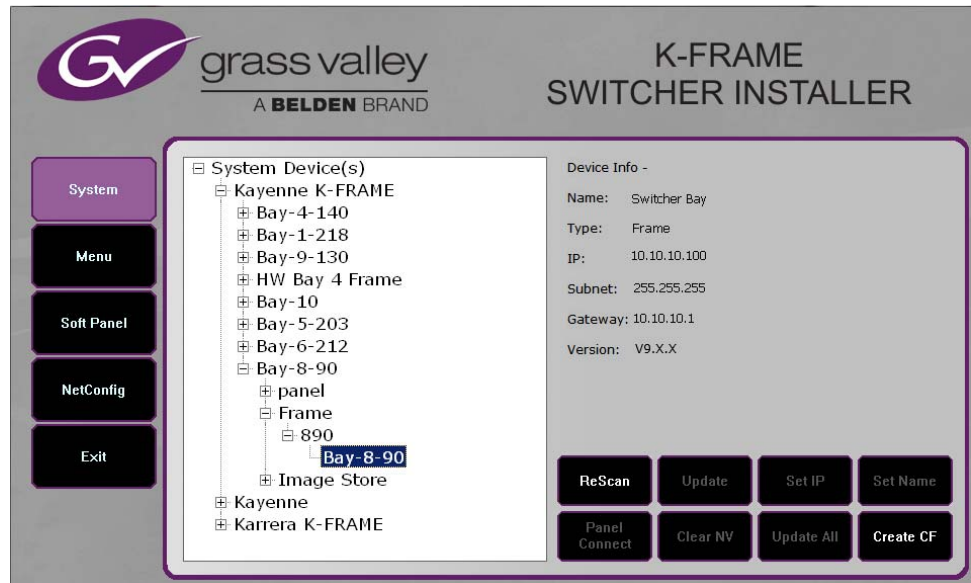 GV
grass valley
A BELDEN BRAND
K-FRAME
SWITCHER INSTALLER
System
Menu
Soft Panel
NetConfig
Exit
System Device(s)
Kayenne K-FRAME
Bay-4-140
Bay-1-218
Bay-9-130
HW Bay 4 Frame
Bay-10
Bay-5-203
Bay-6-212
Bay-8-90
panel
Frame
890
Bay-8-90
Image Store
Kayenne
Karrera K-FRAME
Device Info -
Name: Switcher Bay
Type: Frame
IP: 10.10.10.100
Subnet: 255.255.255
Gateway: 10.10.10.1
Version: V9.X.X
ReScan
Update
Set IP
Set Name
Panel
Connect
Clear NV
Update All
Create CF